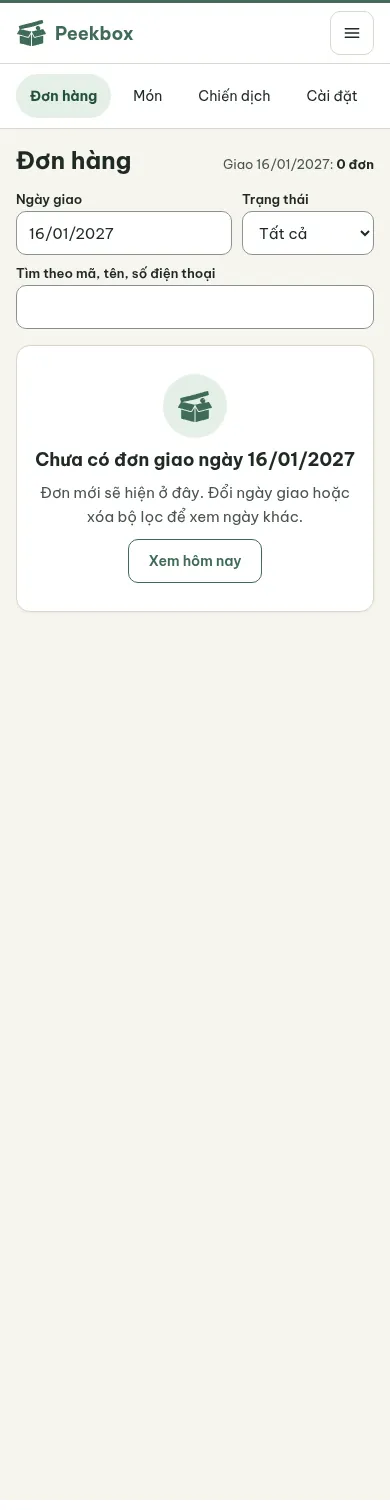 Peekbox
Đơn hàng
Món
Chiến dịch
Cài đặt
Đơn hàng
Giao 16/01/2027: 0 đơn
Ngày giao
Trạng thái
16/01/2027
Tất cả
Tìm theo mã, tên, số điện thoại
Chưa có đơn giao ngày 16/01/2027
Đơn mới sẽ hiện ở đây. Đổi ngày giao hoặc
xóa bộ lọc để xem ngày khác.
Xem hôm nay